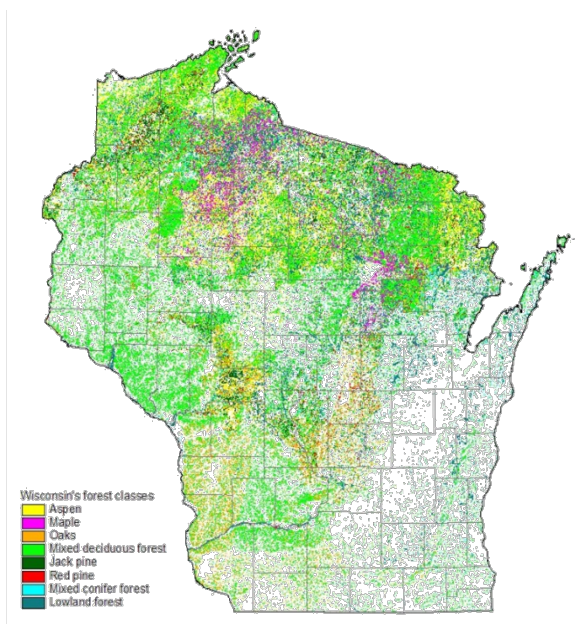 Wisconsin's forest classes
Aspen
Maple
Oaks
Mixed deciduous forest
Jack pine
Red pine
Mixed conifer forest
Lowland forest